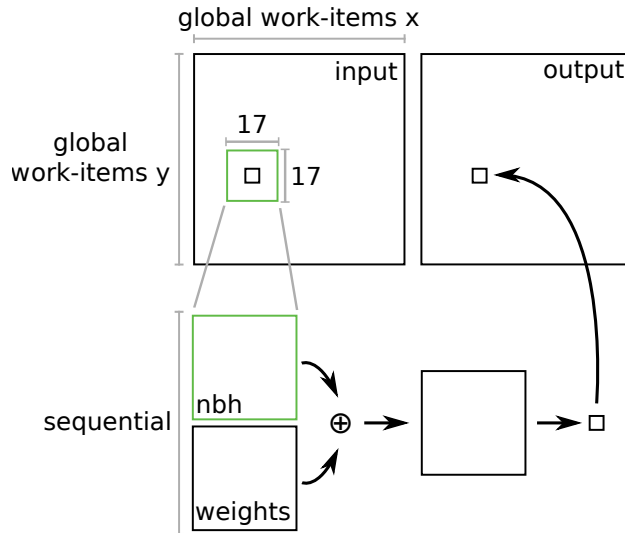 global work-items x
input
output
global
work-items y
17
17
sequential
nbh
weights